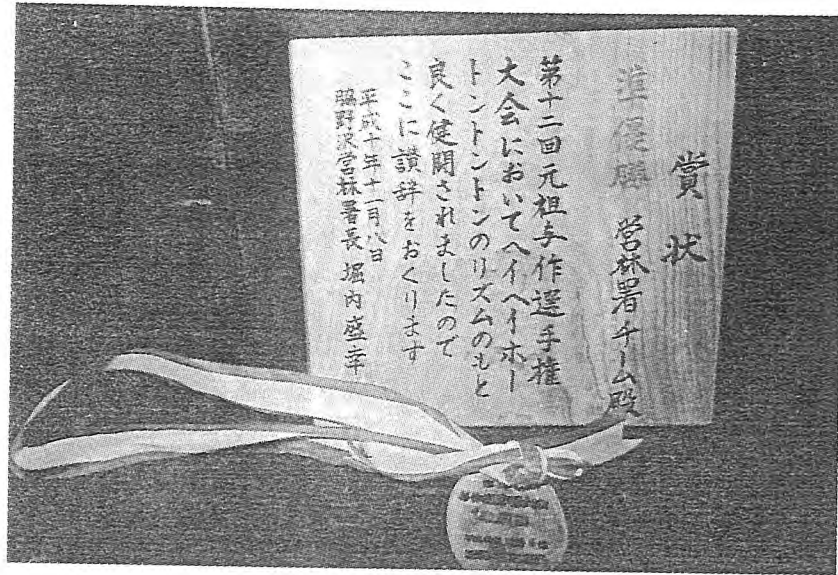 賞状
準優勝 営林署チーム殿
第十二回元祖与作選手権
大会においてヘイヘイホー
トントントンのリズムのもと
良く健闘されましたので
ここに讃辞をおくります
平成十年十一月八日
脇野沢営林署長 堀内盛幸